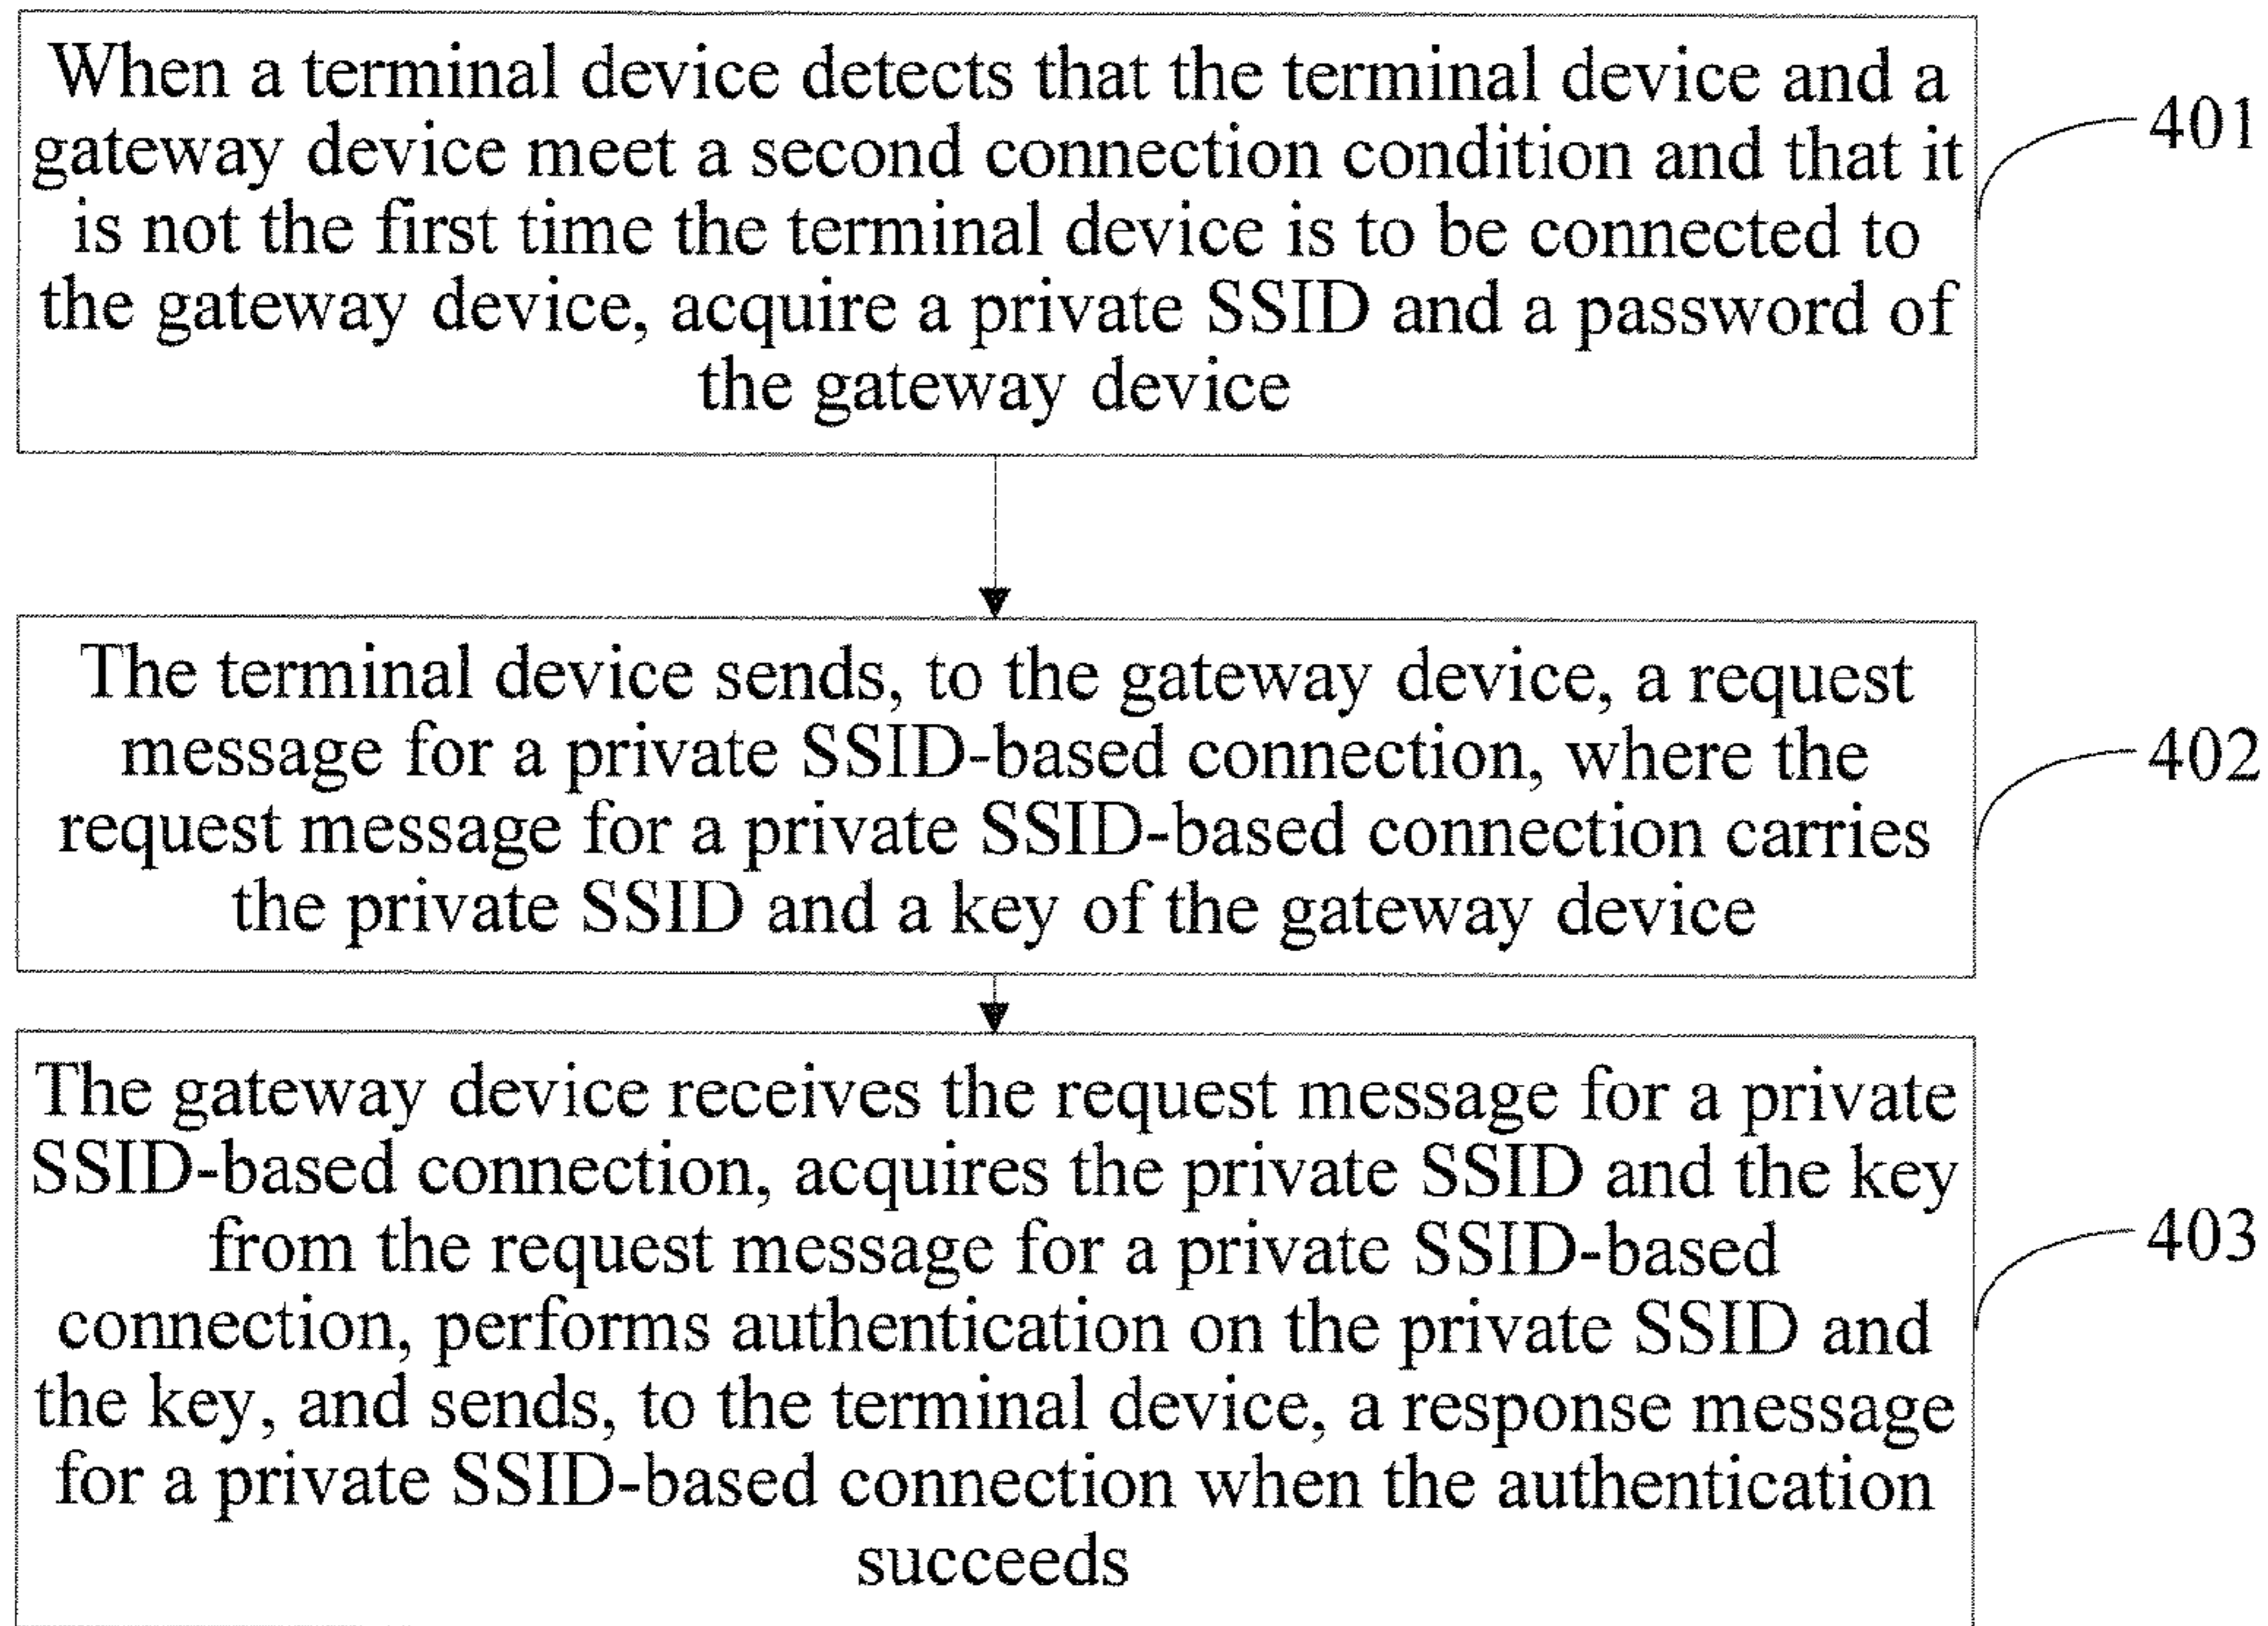 When a terminal device detects that the terminal device and a
gateway device meet a second connection condition and that it
is not the first time the terminal device is to be connected to
the gateway device, acquire a private SSID and a password of
the gateway device
401
The terminal device sends, to the gateway device, a request
message for a private SSID-based connection, where the
request message for a private SSID-based connection carries
the private SSID and a key of the gateway device
402
The gateway device receives the request message for a private
SSID-based connection, acquires the private SSID and the key
from the request message for a private SSID-based
connection, performs authentication on the private SSID and
the key, and sends, to the terminal device, a response message
for a private SSID-based connection when the authentication
succeeds
403